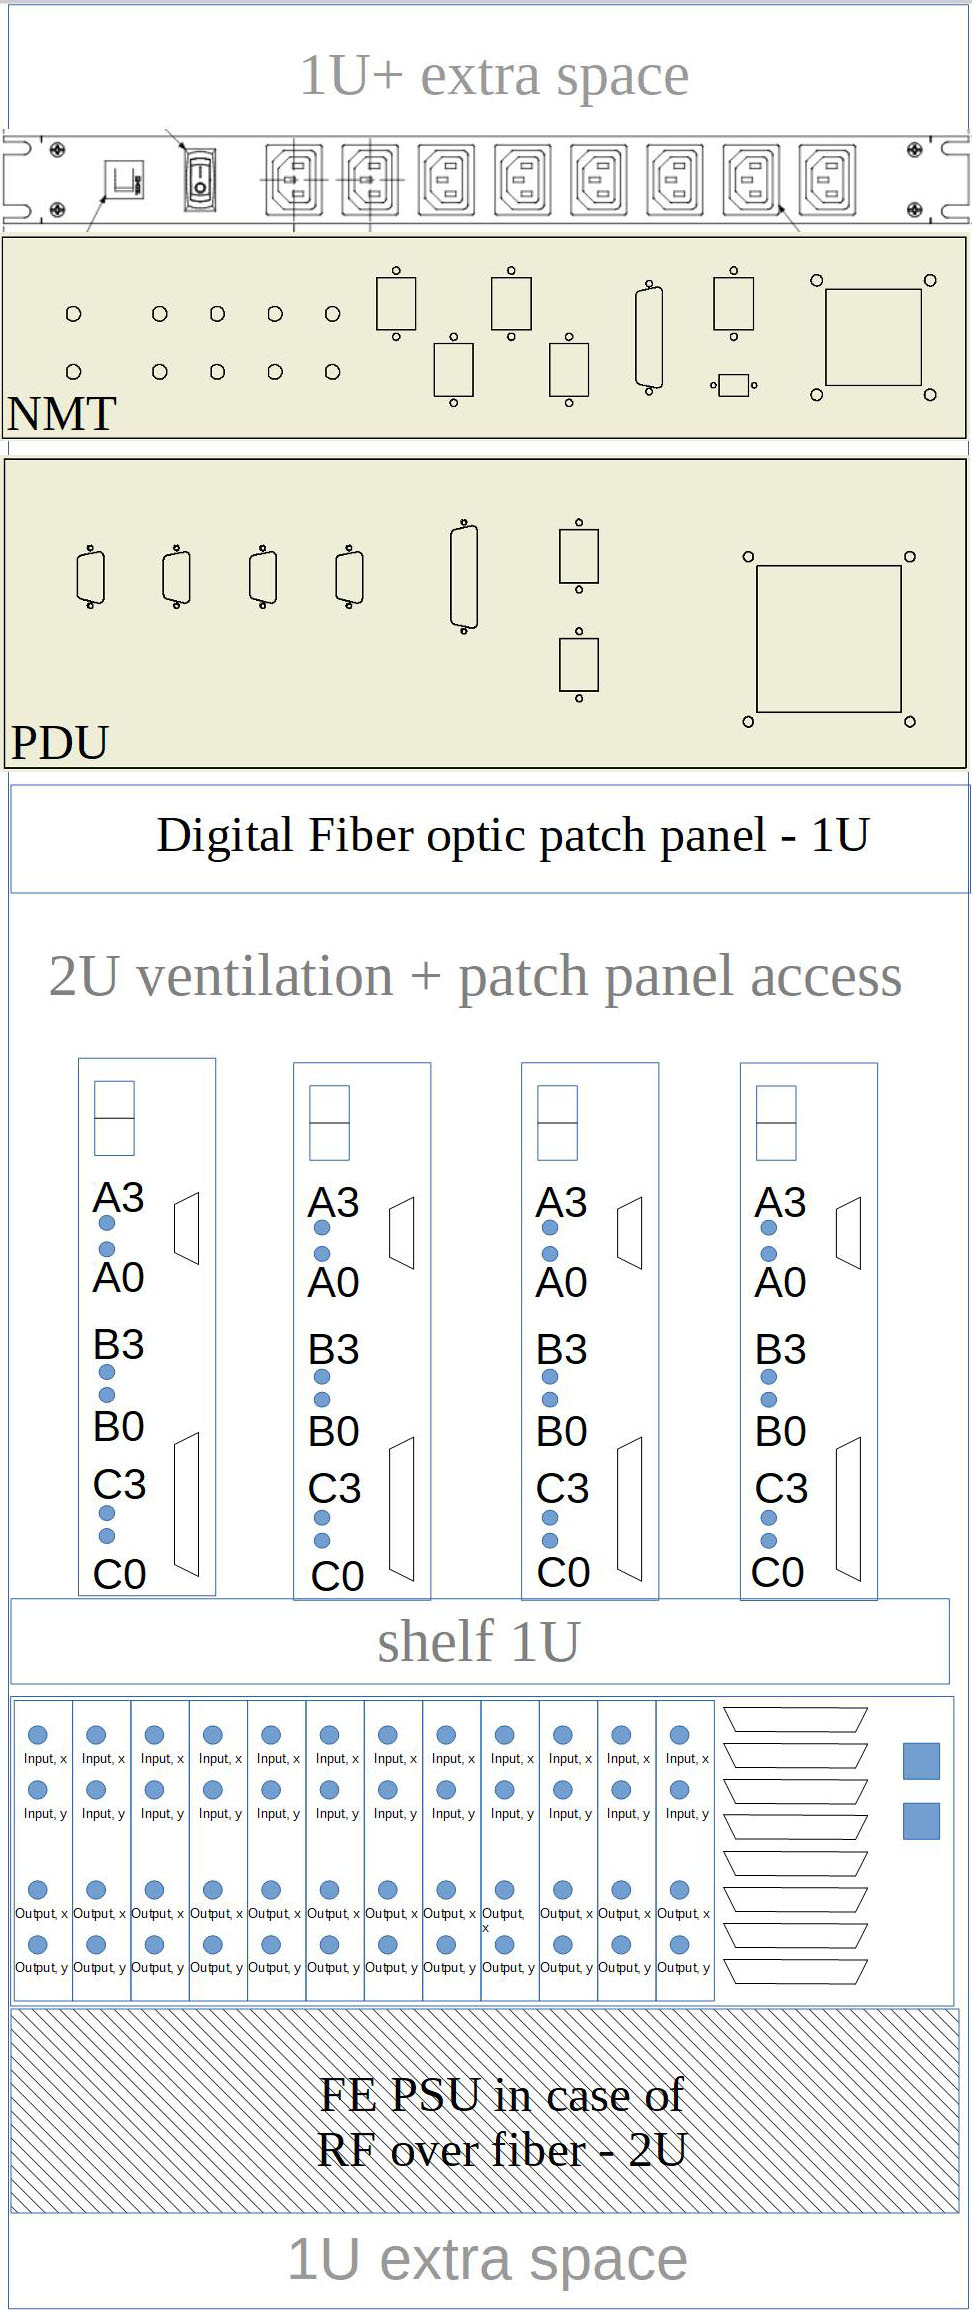 1U+ extra space
NMT
PDU
Digital Fiber optic patch panel - 1U
2U ventilation + patch panel access
A3 A3 A3 A3
A0 A0 A0 A0
B3 B3 B3 B3
B0 B0 B0 B0
C3 C3 C3 C3
C0 C0 C0 C0
shelf 1U
Input, x Input, x Input, x Input, x Input, x Input, x Input, x Input, x Input, x Input, x Input, x Input, x
Input, y Input, y Input, y Input, y Input, y Input, y Input, y Input, y Input, y Input, y Input, y Input, y
Output, x Output, x Output, x Output, x Output, x Output, x Output, x Output, x Output, x Output, x Output, x Output, x
Output, y Output, y Output, y Output, y Output, y Output, y Output, y Output, y Output, y Output, y Output, y Output, y
FE PSU in case of
RF over fiber - 2U
1U extra space